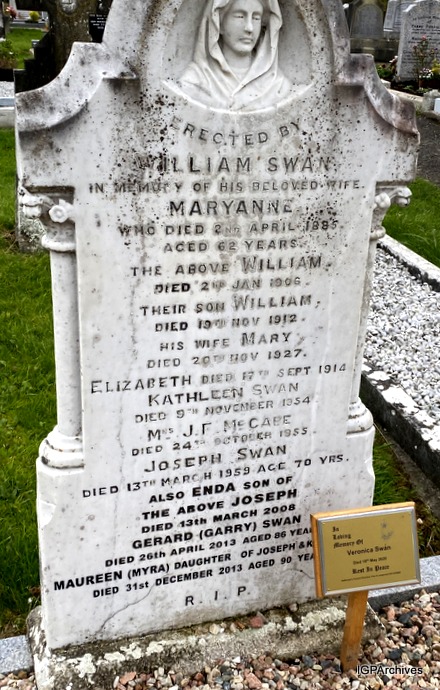 ERECTED BY
WILLIAM SWAN
IN MEMORY OF HIS BELOVED WIFE
MARYANNE
WHO DIED 2ND APRIL 1885
AGED 62 YEARS.
THE ABOVE WILLIAM.
DIED 2ND JAN 1906
THEIR SON WILLIAM.
DIED 19TH NOV 1912.
HIS WIFE MARY
DIED 20TH NOV 1927.
ELIZABETH DIED 17TH SEPT 1914
KATHLEEN SWAN
DIED 9TH NOVEMBER 1954
MRS J.F. McCABE
DIED 24TH OCTOBER 1955.
JOSEPH SWAN
DIED 13TH MARCH 1959 AGE 70 YRS.
ALSO ENDA SON OF
THE ABOVE JOSEPH
DIED 13th MARCH 2008
GERARD (GARRY) SWAN
DIED 26th APRIL 2013 AGED 86
MAUREEN (MYRA) DAUGHTER OF JOSEPH &
DIED 31st DECEMBER 2013 AGED 90
R.I.P.
In
Loving
Memory Of
Veronica Swan
Rest In Peace
IGPArchives